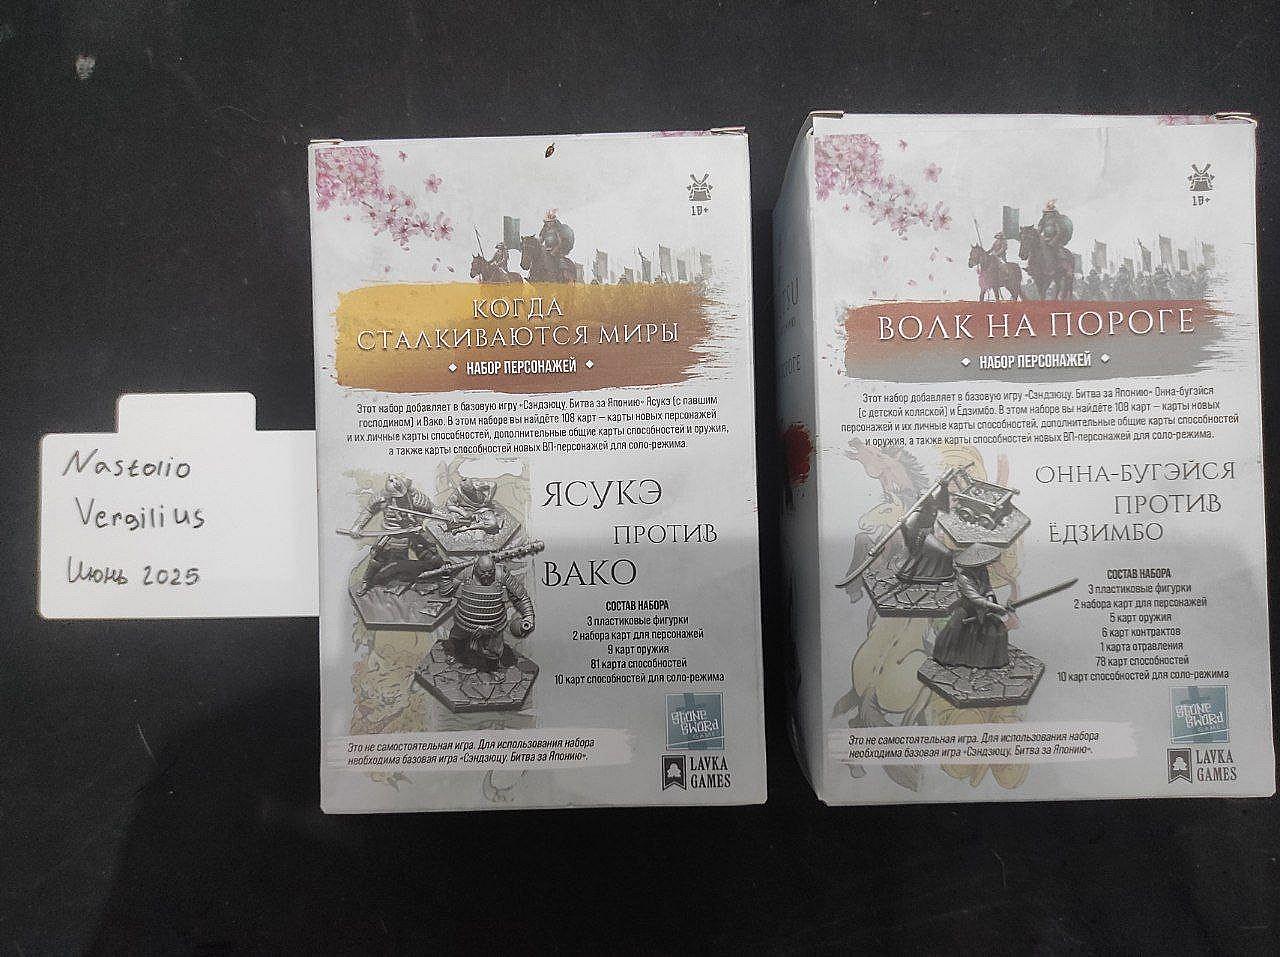 Nastolio
Vergilius
Июнь 2025
18+
КОГДА
СТАЛКИВАЮТСЯ МИРЫ
НАБОР ПЕРСОНАЖЕЙ
Этот набор добавляет в базовую игру «Сэндзюцу. Битва за Японию» Ясукэ (с павшим
господином) и Вако. В этом наборе вы найдёте 108 карт — карты новых персонажей
и их личные карты способностей, дополнительные общие карты способностей и оружия,
а также карты способностей новых ВП-персонажей для соло-режима.
ЯСУКЭ
ПРОТИВ
ВАКО
СОСТАВ НАБОРА
3 пластиковые фигурки
2 набора карт для персонажей
9 карт оружия
81 карта способностей
10 карт способностей для соло-режима
STONE
SWORD
GAMES
Это не самостоятельная игра. Для использования набора
необходима базовая игра «Сэндзюцу. Битва за Японию».
LAVKA
GAMES
TSU
ПОРОГЕ
18+
ВОЛК НА ПОРОГЕ
НАБОР ПЕРСОНАЖЕЙ
Этот набор добавляет в базовую игру «Сэндзюцу. Битва за Японию» Онна-бугэйся
(с детской коляской) и Ёдзимбо. В этом наборе вы найдёте 108 карт — карты новых
персонажей и их личные карты способностей, дополнительные общие карты способностей
и оружия, а также карты способностей новых ВП-персонажей для соло-режима.
ОННА-БУГЭЙСЯ
ПРОТИВ
ЁДЗИМБО
СОСТАВ НАБОРА
3 пластиковые фигурки
2 набора карт для персонажей
5 карт оружия
6 карт контрактов
1 карта отравления
78 карт способностей
10 карт способностей для соло-режима
STONE
SWORD
GAMES
Это не самостоятельная игра. Для использования набора
необходима базовая игра «Сэндзюцу. Битва за Японию».
LAVKA
GAMES